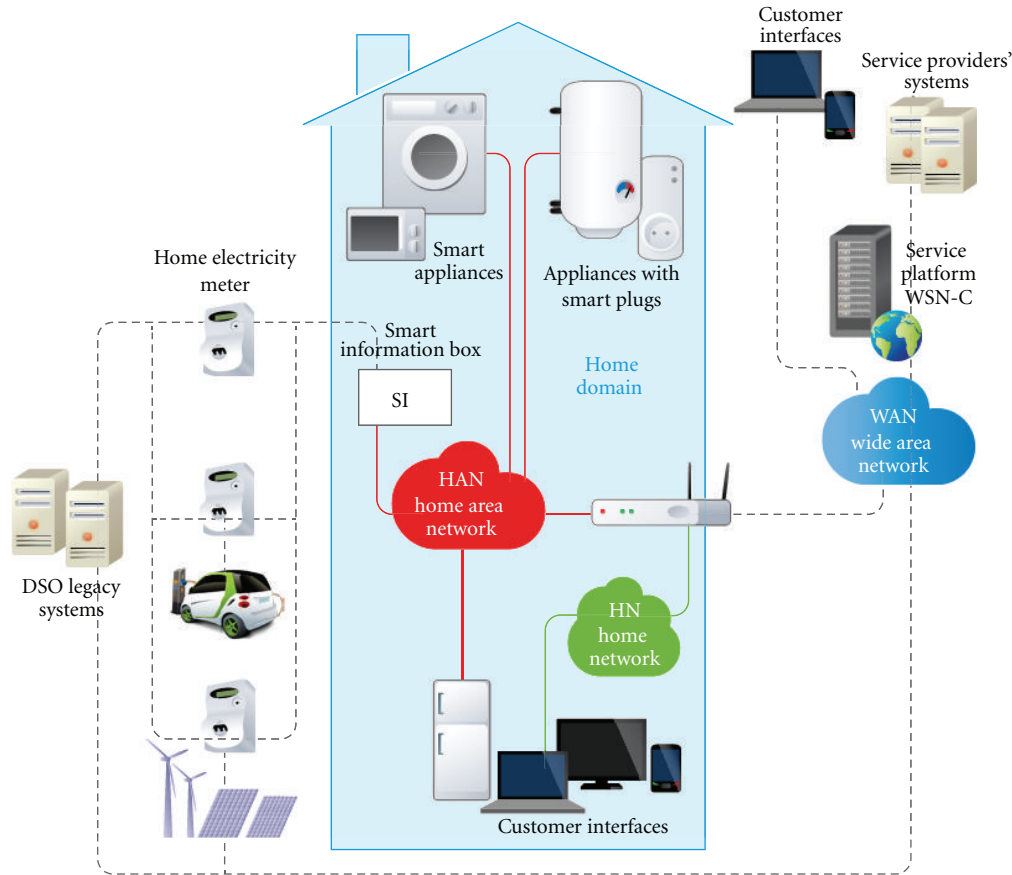 Customer
interfaces
Service providers'
systems
Home electricity
meter
Smart
appliances
Appliances with
smart plugs
Service
platform
WSN-C
Smart
information box
SI
Home
domain
WAN
wide area
network
HAN
home area
network
DSO legacy
systems
HN
home
network
Customer interfaces